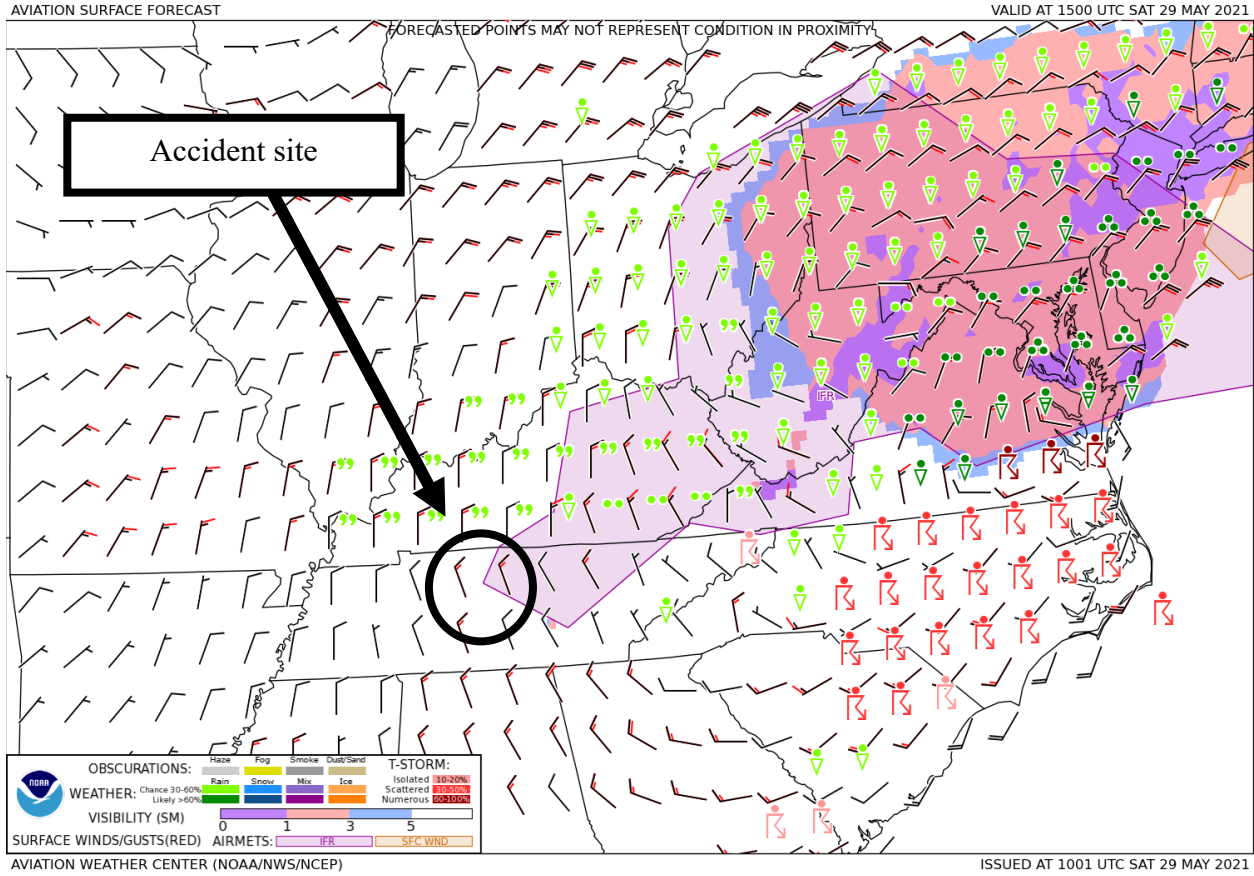 AVIATION SURFACE FORECAST
VALID AT 1500 UTC SAT 29 MAY 2021
FORECASTED POINTS MAY NOT REPRESENT CONDITION IN PROXIMITY
Accident site
IFR
OBSCURATIONS:
Haze Fog Smoke Dust/Sand
T-STORM:
Rain Snow Mix Ice
Isolated 10-20%
WEATHER:
Chance 30-60%
Scattered 30-50%
Likely >60%
Numerous 60-100%
VISIBILITY (SM)
0 1 3 5
SURFACE WINDS/GUSTS(RED)
AIRMETS:
IFR
SFC WND
NOAA
AVIATION WEATHER CENTER (NOAA/NWS/NCEP)
ISSUED AT 1001 UTC SAT 29 MAY 2021